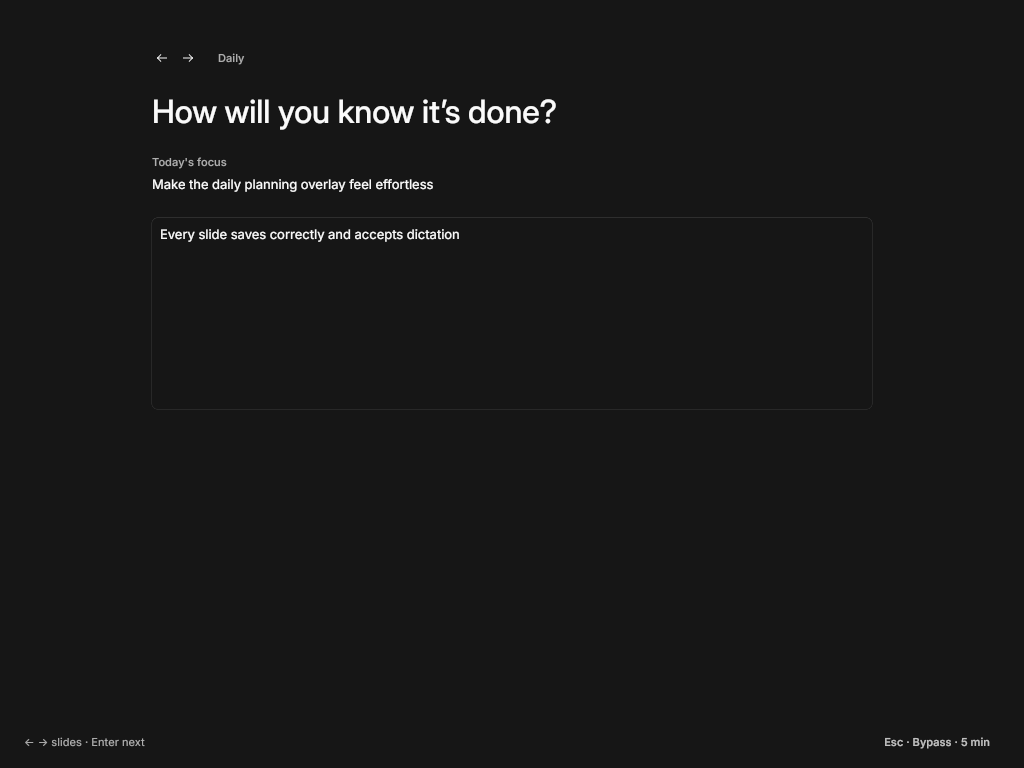 ← → Daily
How will you know it’s done?
Today's focus
Make the daily planning overlay feel effortless
Every slide saves correctly and accepts dictation
← → slides · Enter next
Esc · Bypass · 5 min